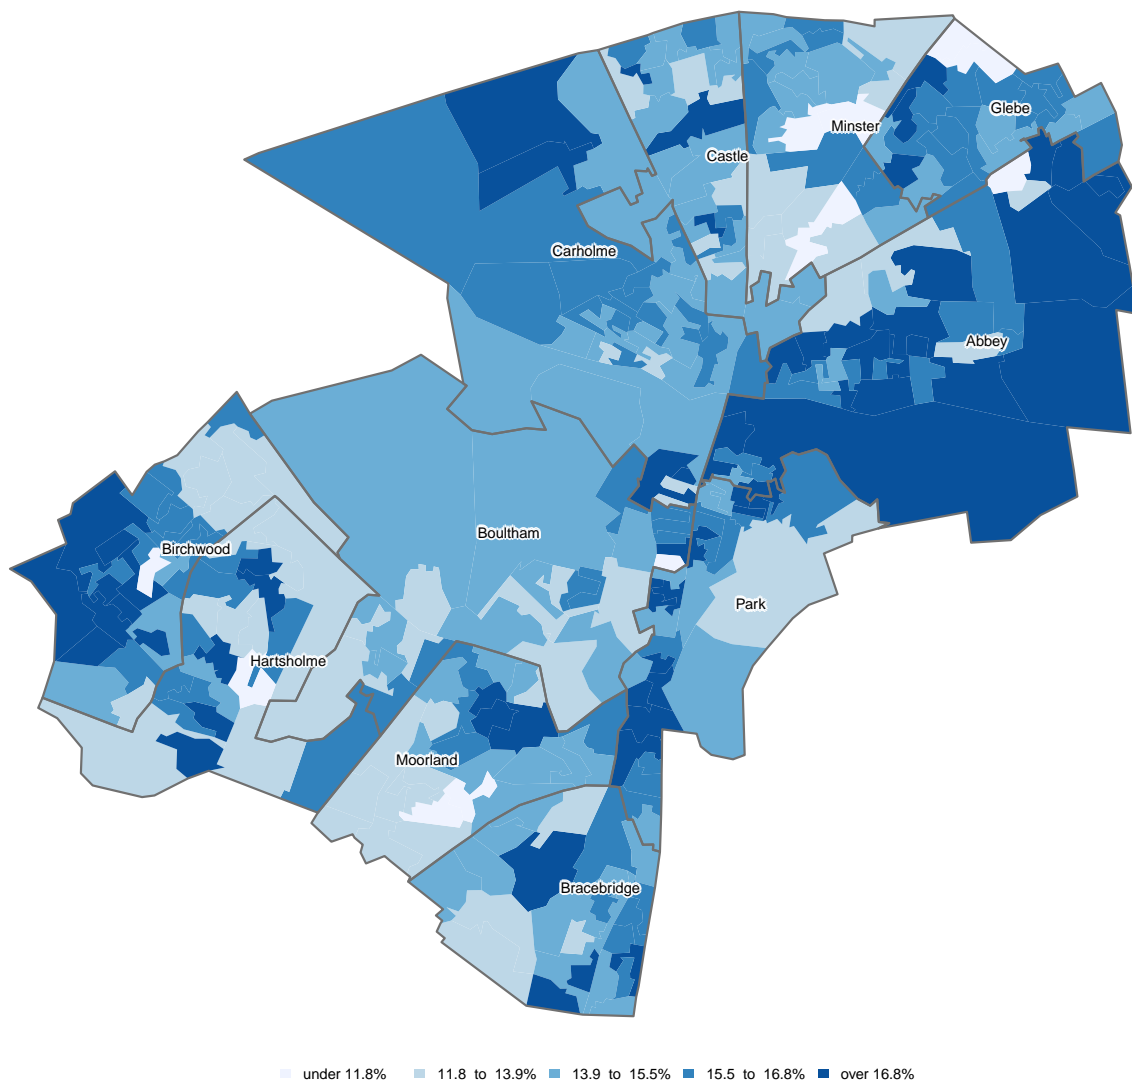 Glebe
Minster
Castle
Carholme
Abbey
Boultham
Birchwood
Park
Hartsholme
Moorland
Bracebridge
under 11.8% 11.8 to 13.9% 13.9 to 15.5% 15.5 to 16.8% over 16.8%